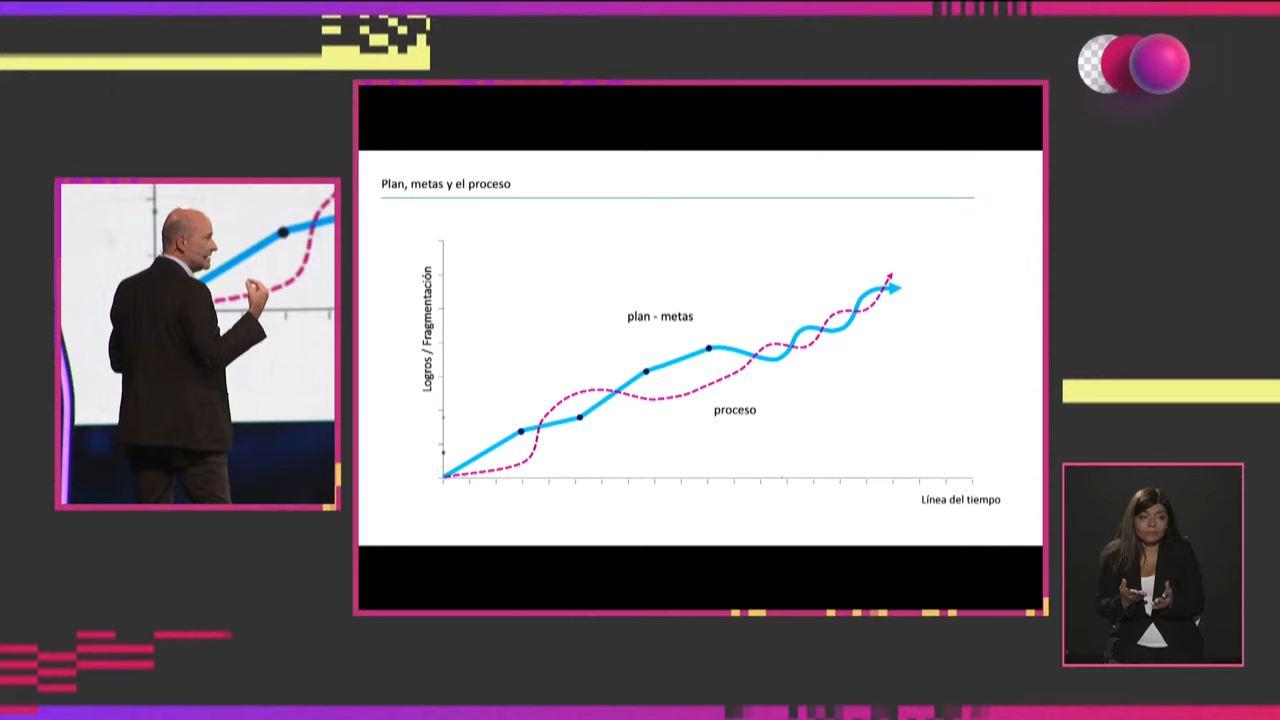 Plan, metas y el proceso
Logros / Fragmentación
plan - metas
proceso
Línea del tiempo